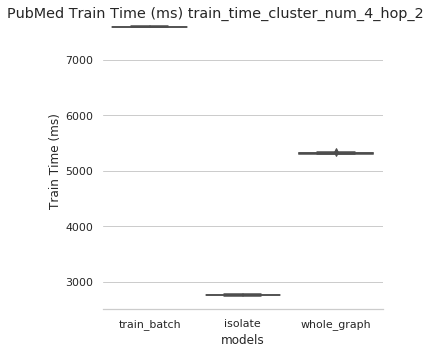 PubMed Train Time (ms) train_time_cluster_num_4_hop_2
7000
6000
5000
4000
3000
Train Time (ms)
train_batch
isolate
whole_graph
models